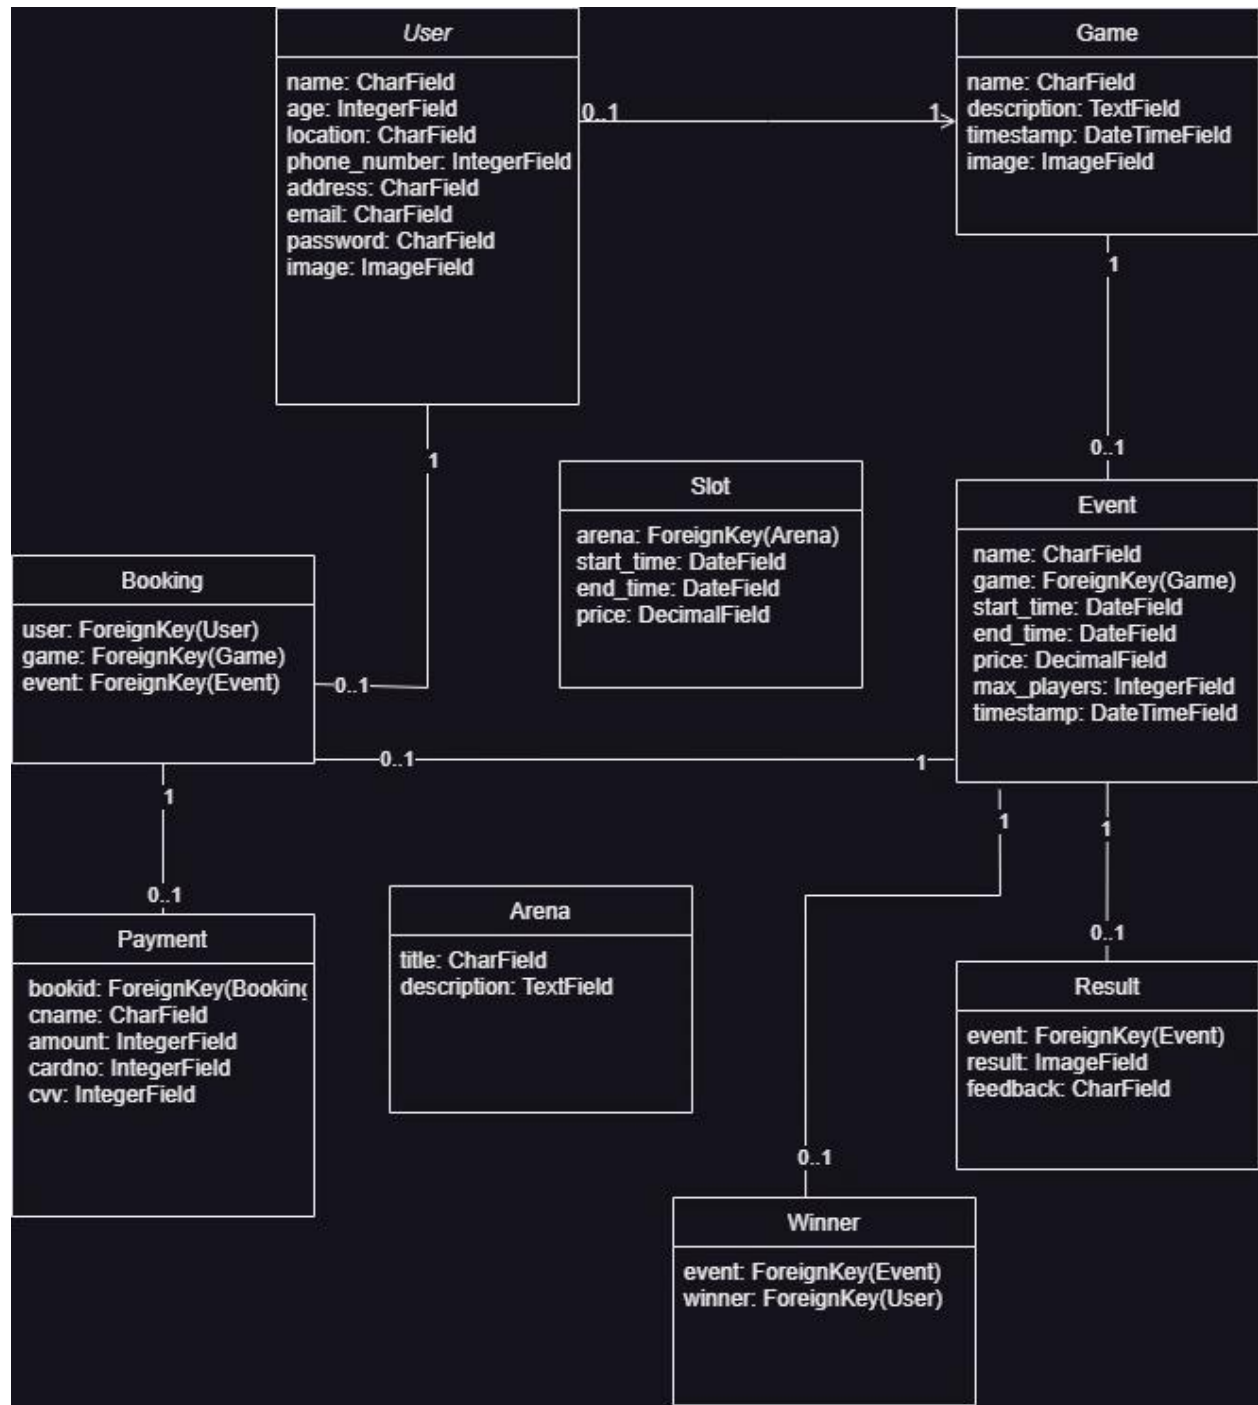 User
name: CharField
age: IntegerField
location: CharField
phone_number: IntegerField
address: CharField
email: CharField
password: CharField
image: ImageField
0..1
1
Game
name: CharField
description: TextField
timestamp: DateTimeField
image: ImageField
1
0..1
1
0..1
Slot
arena: ForeignKey(Arena)
start_time: DateField
end_time: DateField
price: DecimalField
Event
name: CharField
game: ForeignKey(Game)
start_time: DateField
end_time: DateField
price: DecimalField
max_players: IntegerField
timestamp: DateTimeField
Booking
user: ForeignKey(User)
game: ForeignKey(Game)
event: ForeignKey(Event)
0..1
1
1
0..1
Payment
bookid: ForeignKey(Booking
cname: CharField
amount: IntegerField
cardno: IntegerField
cvv: IntegerField
Arena
title: CharField
description: TextField
1
1
0..1
Result
event: ForeignKey(Event)
result: ImageField
feedback: CharField
0..1
Winner
event: ForeignKey(Event)
winner: ForeignKey(User)